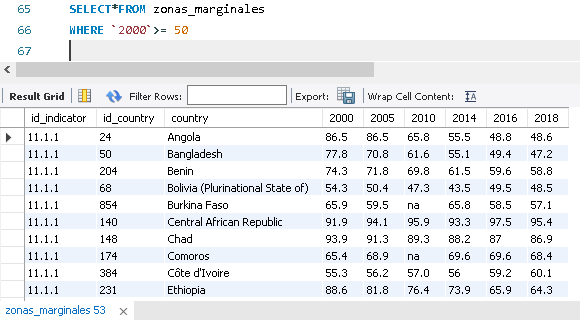 65 SELECT*FROM zonas_marginales
66 WHERE `2000`>= 50
67
Result Grid Filter Rows: Export: Wrap Cell Content:
id_indicator id_country country 2000 2005 2010 2014 2016 2018
11.1.1 24 Angola 86.5 86.5 65.8 55.5 48.8 48.6
11.1.1 50 Bangladesh 77.8 70.8 61.6 55.1 49.4 47.2
11.1.1 204 Benin 74.3 71.8 69.8 61.5 59.6 58.8
11.1.1 68 Bolivia (Plurinational State of) 54.3 50.4 47.3 43.5 49.5 48.5
11.1.1 854 Burkina Faso 65.9 59.5 na 65.8 58.5 57.1
11.1.1 140 Central African Republic 91.9 94.1 95.9 93.3 97.5 95.4
11.1.1 148 Chad 93.9 91.3 89.3 88.2 87 86.9
11.1.1 174 Comoros 65.4 68.9 na 69.6 69.6 68.4
11.1.1 384 Côte d'Ivoire 55.3 56.2 57.0 56 59.2 60.1
11.1.1 231 Ethiopia 88.6 81.8 76.4 73.9 65.9 64.3
zonas_marginales 53